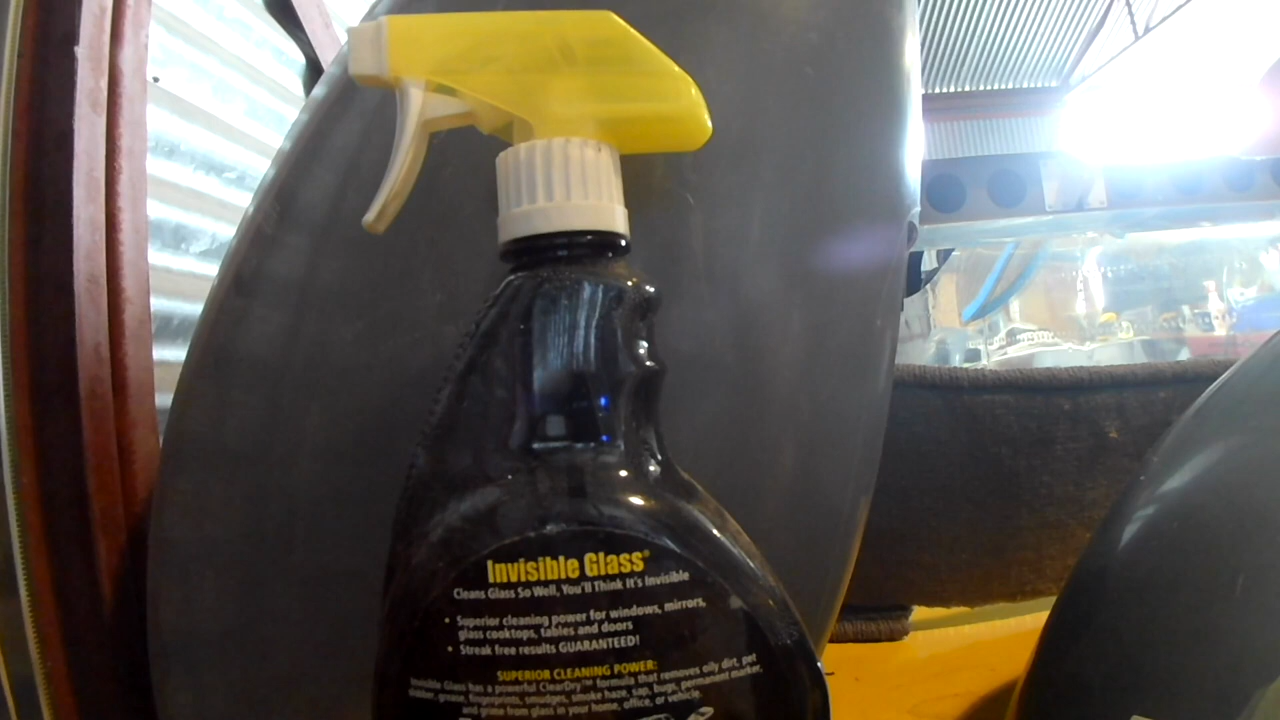 Invisible Glass®
Cleans Glass So Well, You'll Think It's Invisible
• Superior cleaning power for windows, mirrors,
glass cooktops, tables and doors
• Streak free results GUARANTEED!
SUPERIOR CLEANING POWER:
Invisible Glass has a powerful ClearDry™ formula that removes oily dirt, pet
slobber, grease, fingerprints, smudges, smoke haze, sap, bugs, permanent marker,
and grime from glass in your home, office, or vehicle.